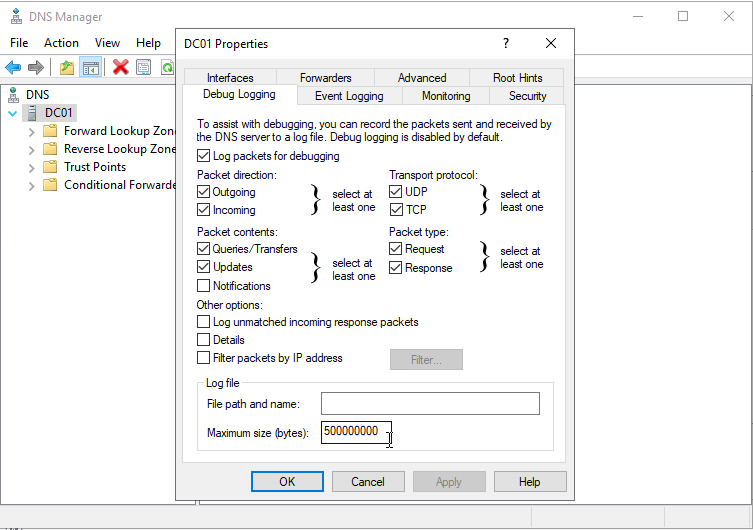 DNS Manager
File Action View Help
DNS
DC01
Forward Lookup Zon
Reverse Lookup Zone
Trust Points
Conditional Forwarde
DC01 Properties
?
Interfaces Forwarders Advanced Root Hints
Debug Logging Event Logging Monitoring Security
To assist with debugging, you can record the packets sent and received by
the DNS server to a log file. Debug logging is disabled by default.
Log packets for debugging
Packet direction: Transport protocol:
Outgoing } select at UDP } select at
Incoming least one TCP least one
Packet contents: Packet type:
Queries/Transfers Request
Updates } select at Response } select at
Notifications least one least one
Other options:
Log unmatched incoming response packets
Details
Filter packets by IP address Filter...
Log file
File path and name:
Maximum size (bytes): 500000000
OK Cancel Apply Help